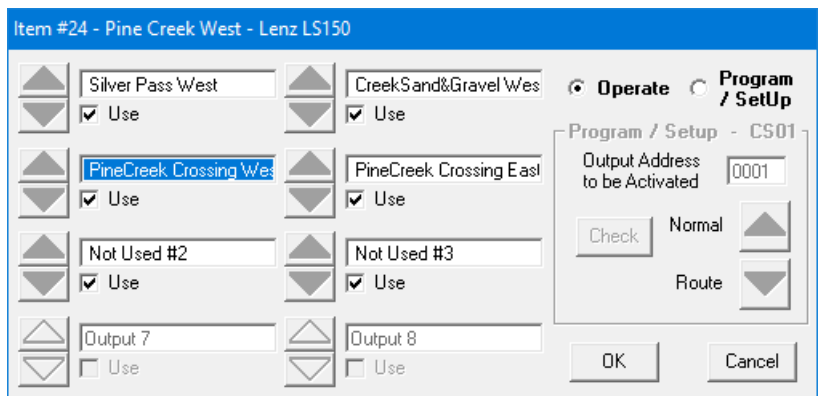 Item #24 - Pine Creek West - Lenz LS150
Silver Pass West
Use
CreekSand&Gravel Wes
Use
PineCreek Crossing Wes
Use
PineCreek Crossing East
Use
Not Used #2
Use
Not Used #3
Use
Output 7
Use
Output 8
Use
Operate
Program
/ SetUp
Program / Setup - CS01
Output Address
to be Activated
0001
Check
Normal
Route
OK
Cancel